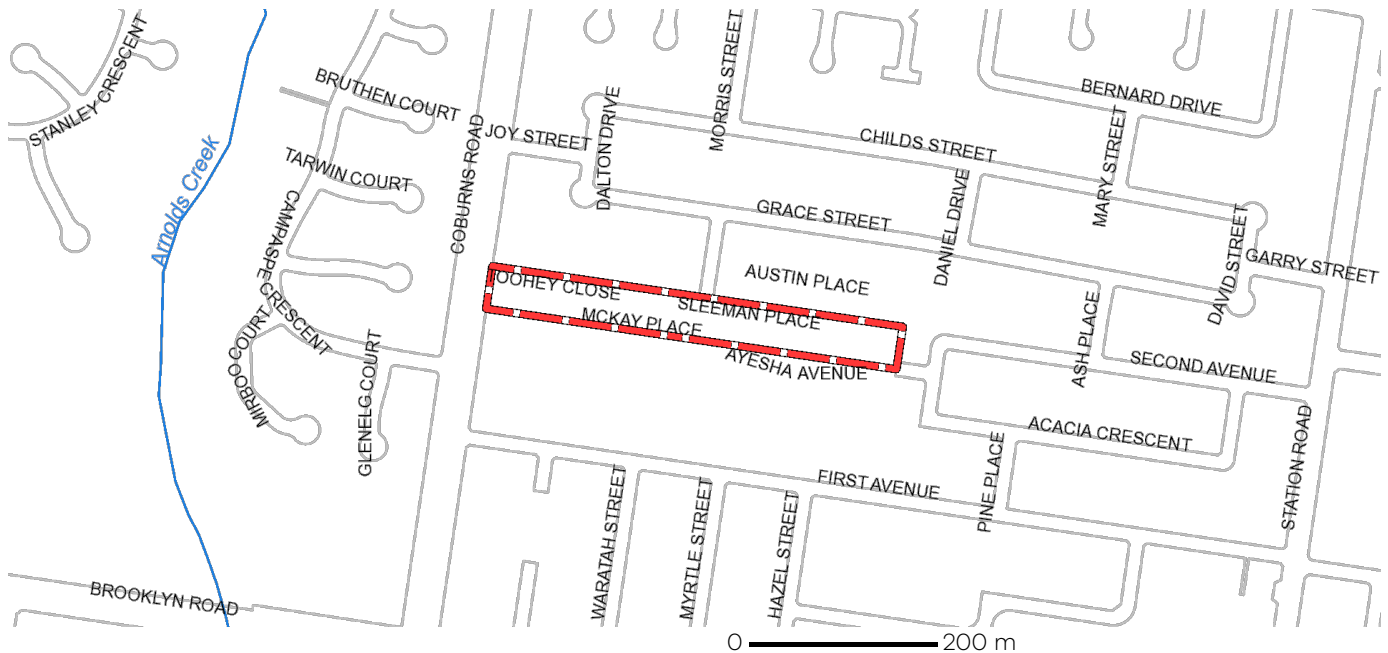 STANLEY CRESCENT
BRUTHEN COURT
MORRIS STREET
BERNARD DRIVE
JOY STREET
DALTON DRIVE
CHILDS STREET
MARY STREET
COBURNS ROAD
Arnolds Creek
TARWIN COURT
CAMPASPE CRESCENT
GRACE STREET
DANIEL DRIVE
DAVID STREET
GARRY STREET
OOHEY CLOSE
AUSTIN PLACE
SLEEMAN PLACE
MCKAY PLACE
AYESHA AVENUE
ASH PLACE
SECOND AVENUE
MIRBOO COURT
GLENELG COURT
ACACIA CRESCENT
STATION ROAD
FIRST AVENUE
PINE PLACE
WARATAH STREET
MYRTLE STREET
HAZEL STREET
BROOKLYN ROAD
0 200 m